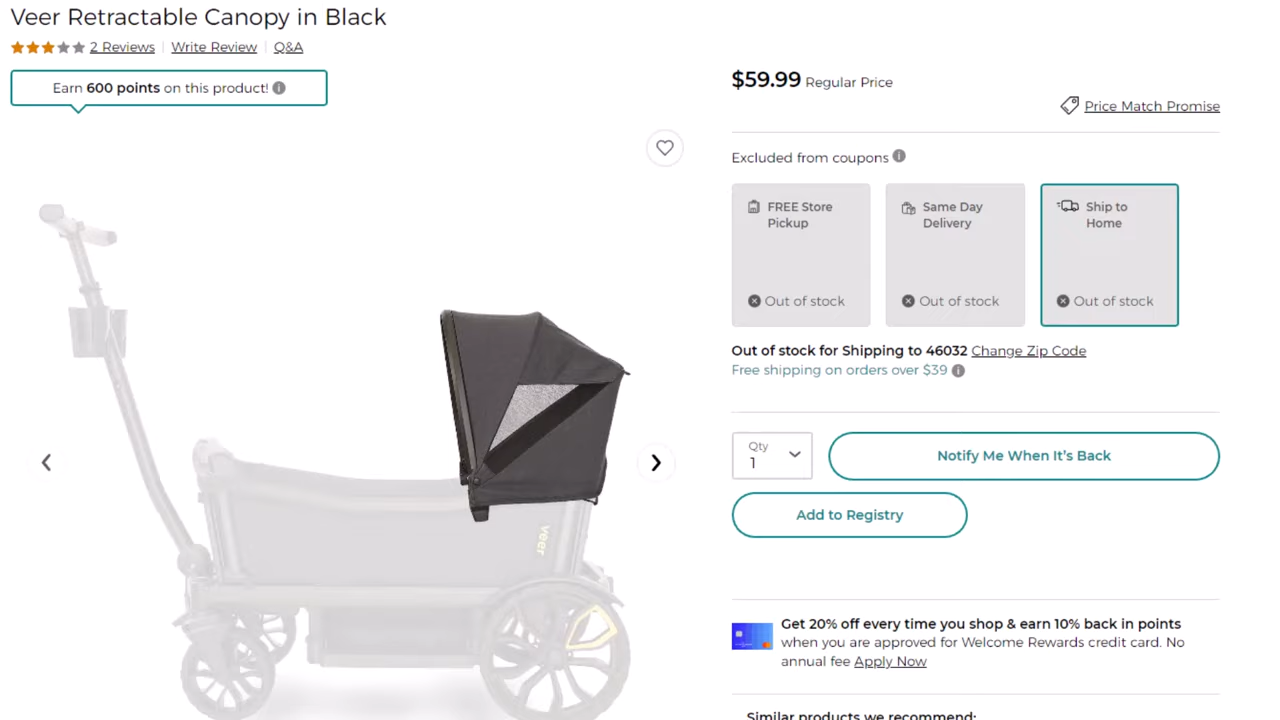 Veer Retractable Canopy in Black
2 Reviews | Write Review | Q&A
Earn 600 points on this product!
$59.99 Regular Price
Price Match Promise
Excluded from coupons
FREE Store
Pickup
Out of stock
Same Day
Delivery
Out of stock
Ship to
Home
Out of stock
Out of stock for Shipping to 46032 Change Zip Code
Free shipping on orders over $39
Qty
1
Notify Me When It's Back
Add to Registry
veer
Get 20% off every time you shop & earn 10% back in points
when you are approved for Welcome Rewards credit card. No
annual fee Apply Now
Similar products we recommend: